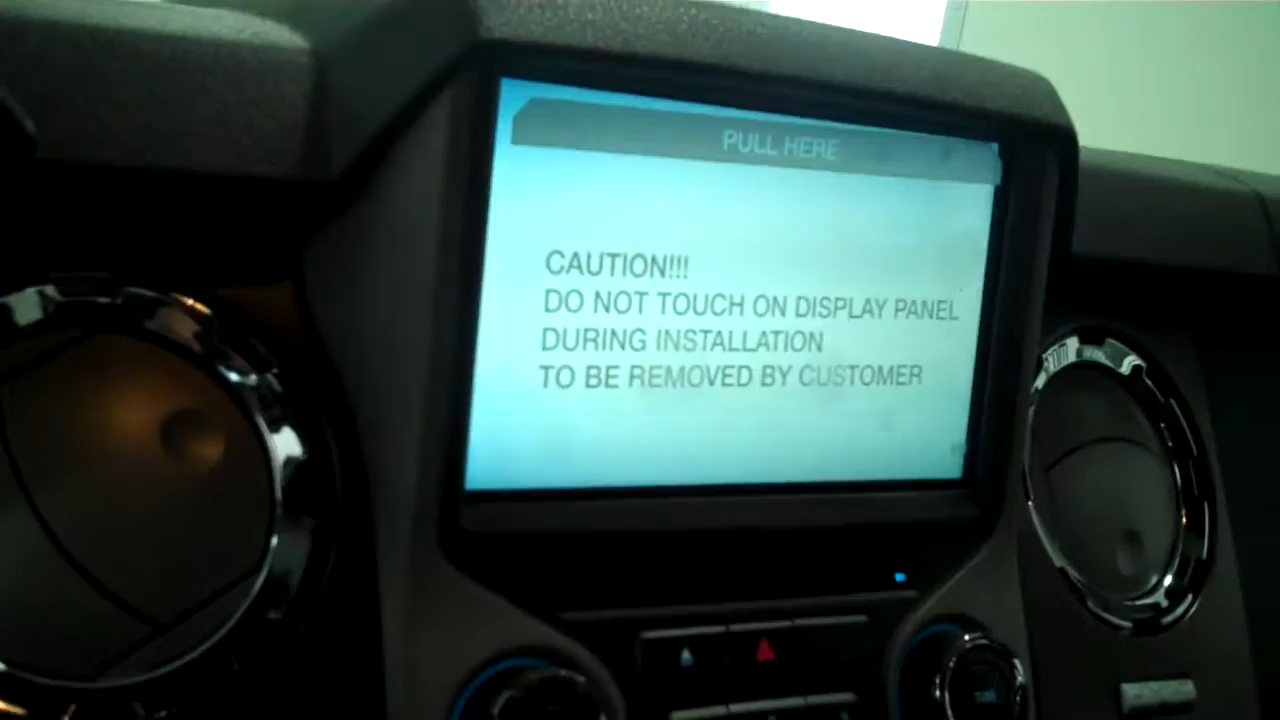 PULL HERE
CAUTION!!!
DO NOT TOUCH ON DISPLAY PANEL
DURING INSTALLATION
TO BE REMOVED BY CUSTOMER